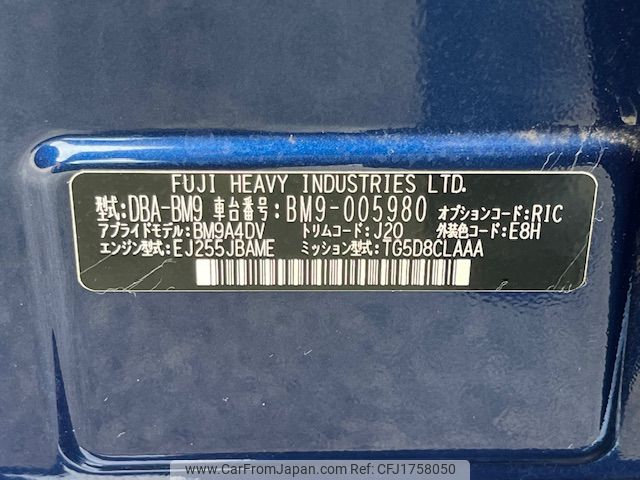 FUJI HEAVY INDUSTRIES LTD.
型式:DBA-BM9 車台番号:BM9-005980 オプションコード:RIC
アプライドモデル:BM9A4DV トリムコード:J20 外装色コード:E8H
エンジン型式:EJ255JBAME ミッション型式:TG5D8CLAAA
www.CarFromJapan.com Ref. CFJ1758050